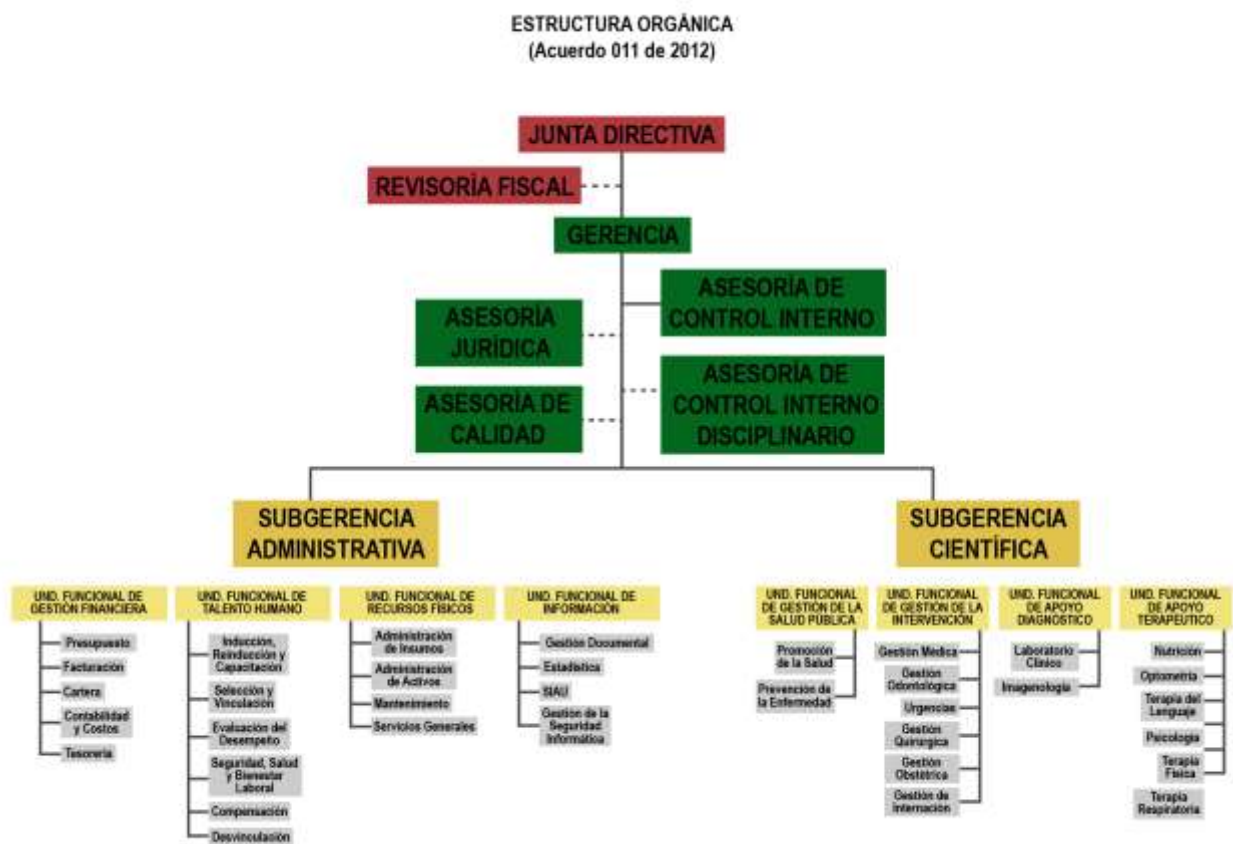 ESTRUCTURA ORGÁNICA
(Acuerdo 011 de 2012)
JUNTA DIRECTIVA
REVISORÍA FISCAL
GERENCIA
ASESORÍA DE
CONTROL INTERNO
ASESORÍA
JURÍDICA
ASESORÍA DE
CONTROL INTERNO
DISCIPLINARIO
ASESORÍA DE
CALIDAD
SUBGERENCIA
ADMINISTRATIVA
SUBGERENCIA
CIENTÍFICA
UND. FUNCIONAL DE
GESTIÓN FINANCIERA
Presupuesto
Facturación
Cartera
Contabilidad
y Costos
Tesorería
UND. FUNCIONAL DE
TALENTO HUMANO
Inducción,
Reinducción y
Capacitación
Selección y
Vinculación
Evaluación del
Desempeño
Seguridad, Salud
y Bienestar
Laboral
Compensación
Desvinculación
UND. FUNCIONAL DE
RECURSOS FÍSICOS
Administración
de Insumos
Administración
de Activos
Mantenimiento
Servicios Generales
UND. FUNCIONAL DE
INFORMACIÓN
Gestión Documental
Estadística
SIAU
Gestión de la
Seguridad
Informática
UND. FUNCIONAL
DE GESTIÓN DE LA
SALUD PÚBLICA
Promoción
de la Salud
Prevención de
la Enfermedad
UND. FUNCIONAL
DE GESTIÓN DE LA
INTERVENCIÓN
Gestión Médica
Gestión
Odontológica
Urgencias
Gestión
Quirurgica
Gestión
Obstétrica
Gestión de
Internación
UND. FUNCIONAL
DE APOYO
DIAGNÓSTICO
Laboratorio
Clínico
Imagenología
UND. FUNCIONAL
DE APOYO
TERAPEUTICO
Nutrición
Optometría
Terapia del
Lenguaje
Psicología
Terapia
Física
Terapia
Respiratoria